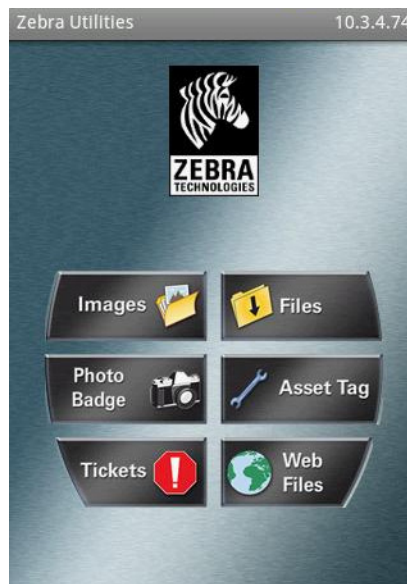 Zebra Utilities 10.3.4.74
ZEBRA
TECHNOLOGIES
Images
Files
Photo
Badge
Asset Tag
Tickets
Web
Files